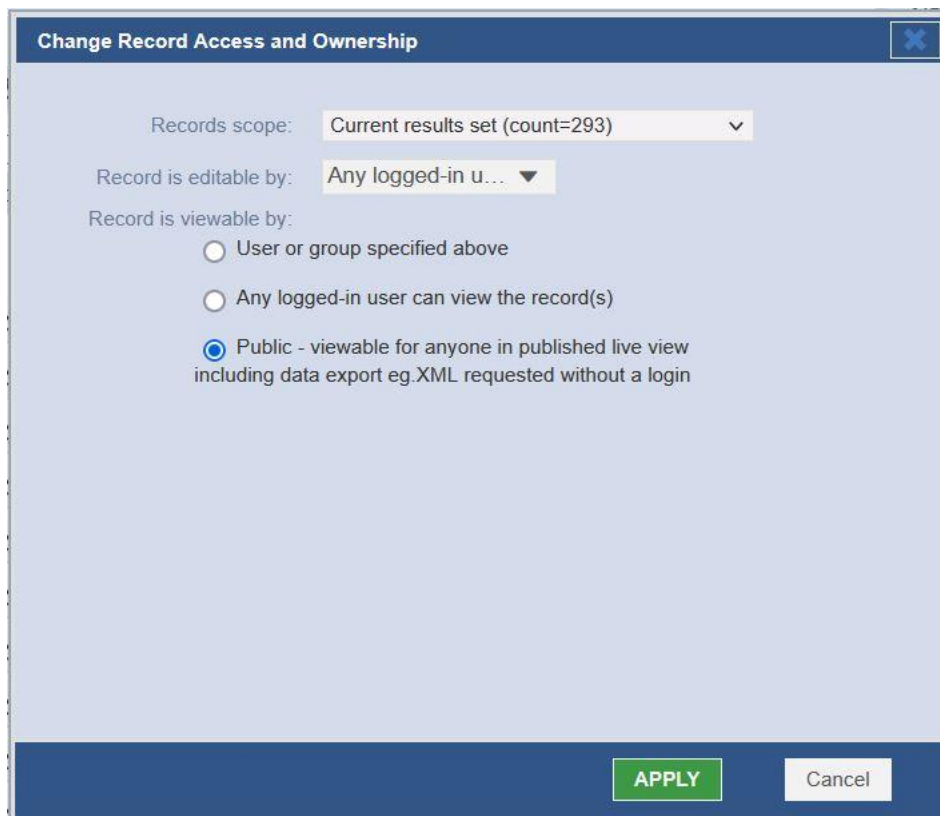 Change Record Access and Ownership
Records scope: Current results set (count=293)
Record is editable by: Any logged-in u...
Record is viewable by:
User or group specified above
Any logged-in user can view the record(s)
Public - viewable for anyone in published live view
including data export eg.XML requested without a login
APPLY Cancel